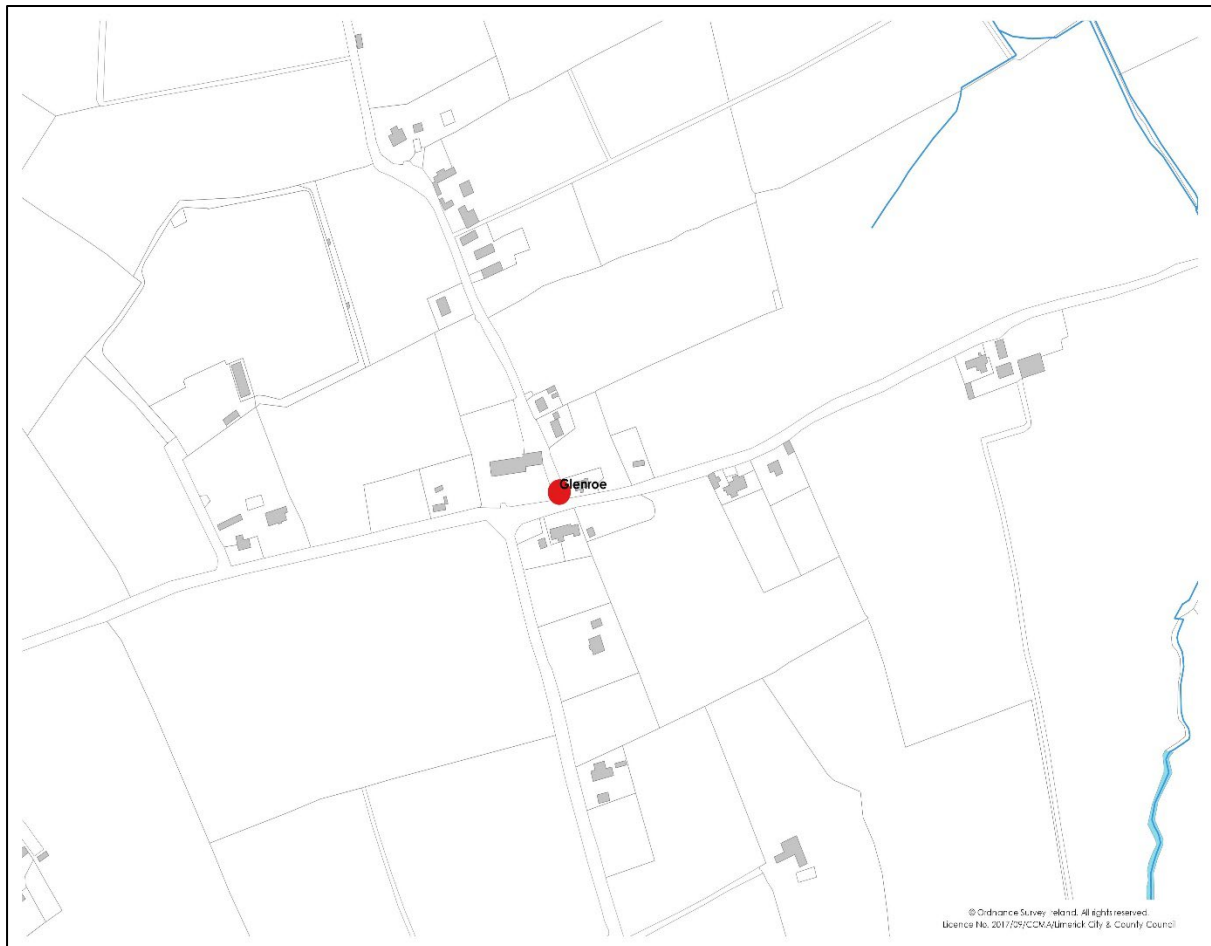 Glenroe
© Ordnance Survey Ireland. All rights reserved.
Licence No. 2017/09/CCMA/Limerick City & County Council